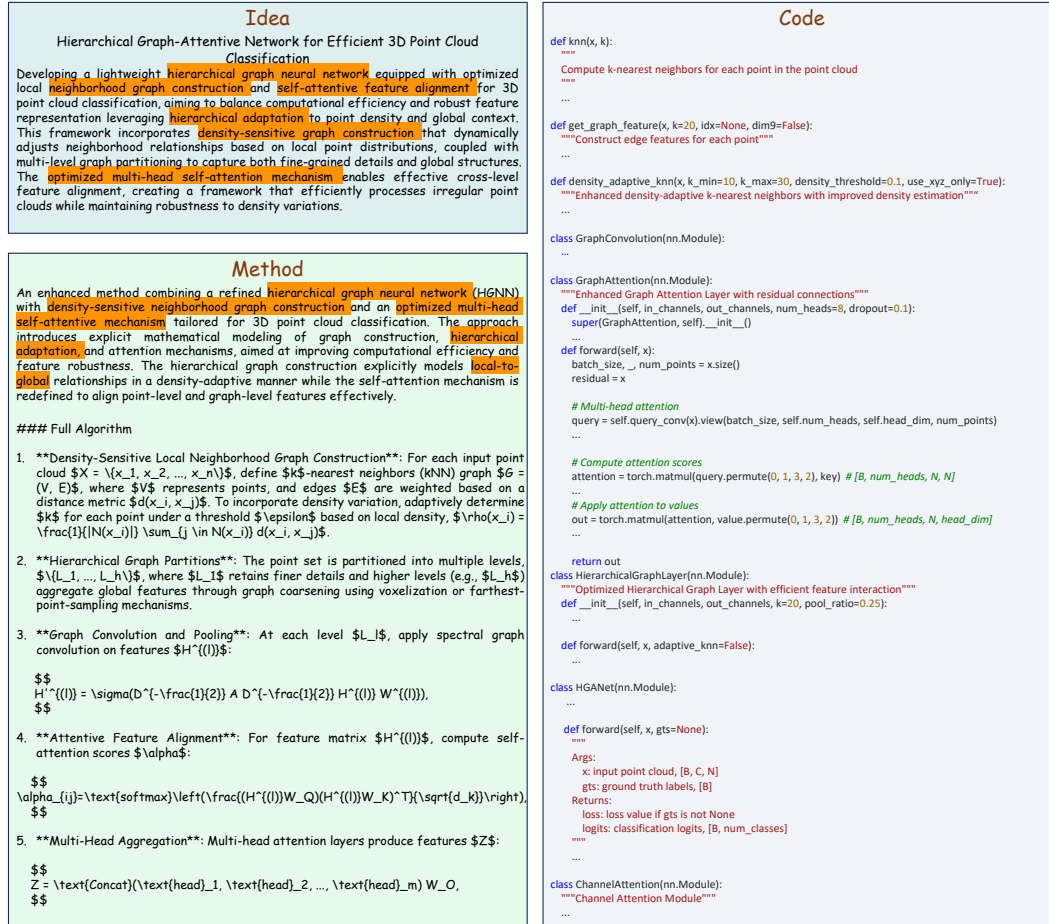 Idea
Hierarchical Graph-Attentive Network for Efficient 3D Point Cloud
Classification
Developing a lightweight hierarchical graph neural network equipped with optimized
local neighborhood graph construction and self-attentive feature alignment for 3D
point cloud classification, aiming to balance computational efficiency and robust feature
representation leveraging hierarchical adaptation to point density and global context.
This framework incorporates density-sensitive graph construction that dynamically
adjusts neighborhood relationships based on local point distributions, coupled with
multi-level graph partitioning to capture both fine-grained details and global structures.
The optimized multi-head self-attention mechanism enables effective cross-level
feature alignment, creating a framework that efficiently processes irregular point
clouds while maintaining robustness to density variations.
Method
An enhanced method combining a refined hierarchical graph neural network (HGNN)
with density-sensitive neighborhood graph construction and an optimized multi-head
self-attentive mechanism tailored for 3D point cloud classification. The approach
introduces explicit mathematical modeling of graph construction, hierarchical
adaptation, and attention mechanisms, aimed at improving computational efficiency and
feature robustness. The hierarchical graph construction explicitly models local-to-
global relationships in a density-adaptive manner while the self-attention mechanism is
redefined to align point-level and graph-level features effectively.
### Full Algorithm
1. **Density-Sensitive Local Neighborhood Graph Construction**: For each input point
cloud $X = \{x_1, x_2, ..., x_n\}$, define $k$-nearest neighbors (kNN) graph $G =
(V, E)$, where $V$ represents points, and edges $E$ are weighted based on a
distance metric $d(x_i, x_j)$. To incorporate density variation, adaptively determine
$k$ for each point under a threshold $\epsilon$ based on local density, $\rho(x_i) =
\frac{1}{|N(x_i)|} \sum_{j \in N(x_i)} d(x_i, x_j)$.
2. **Hierarchical Graph Partitions**: The point set is partitioned into multiple levels,
$\{L_1, ..., L_h\}$, where $L_1$ retains finer details and higher levels (e.g., $L_h$)
aggregate global features through graph coarsening using voxelization or farthest-
point-sampling mechanisms.
3. **Graph Convolution and Pooling**: At each level $L_l$, apply spectral graph
convolution on features $H^{(l)}$:
$$
H'^{(l)} = \sigma(D^{-\frac{1}{2}} A D^{-\frac{1}{2}} H^{(l)} W^{(l)}),
$$
4. **Attentive Feature Alignment**: For feature matrix $H^{(l)}$, compute self-
attention scores $\alpha$:
$$
\alpha_{ij}=\text{softmax}\left(\frac{(H^{(l)}W_Q)(H^{(l)}W_K)^T}{\sqrt{d_k}}\right),
$$
5. **Multi-Head Aggregation**: Multi-head attention layers produce features $Z$:
$$
Z = \text{Concat}(\text{head}_1, \text{head}_2, ..., \text{head}_m) W_O,
$$
Code
def knn(x, k):
"""
Compute k-nearest neighbors for each point in the point cloud
"""
...
def get_graph_feature(x, k=20, idx=None, dim9=False):
"""Construct edge features for each point"""
...
def density_adaptive_knn(x, k_min=10, k_max=30, density_threshold=0.1, use_xyz_only=True):
"""Enhanced density-adaptive k-nearest neighbors with improved density estimation""“
...
class GraphConvolution(nn.Module):
...
class GraphAttention(nn.Module):
"""Enhanced Graph Attention Layer with residual connections"""
def __init__(self, in_channels, out_channels, num_heads=8, dropout=0.1):
super(GraphAttention, self).__init__()
...
def forward(self, x):
batch_size, _, num_points = x.size()
residual = x
# Multi-head attention
query = self.query_conv(x).view(batch_size, self.num_heads, self.head_dim, num_points)
...
# Compute attention scores
attention = torch.matmul(query.permute(0, 1, 3, 2), key) # [B, num_heads, N, N]
...
# Apply attention to values
out = torch.matmul(attention, value.permute(0, 1, 3, 2)) # [B, num_heads, N, head_dim]
...
return out
class HierarchicalGraphLayer(nn.Module):
"""Optimized Hierarchical Graph Layer with efficient feature interaction"""
def __init__(self, in_channels, out_channels, k=20, pool_ratio=0.25):
...
def forward(self, x, adaptive_knn=False):
...
class HGANet(nn.Module):
...
def forward(self, x, gts=None):
"""
Args:
x: input point cloud, [B, C, N]
gts: ground truth labels, [B]
Returns:
loss: loss value if gts is not None
logits: classification logits, [B, num_classes]
"""
...
class ChannelAttention(nn.Module):
"""Channel Attention Module"""
...